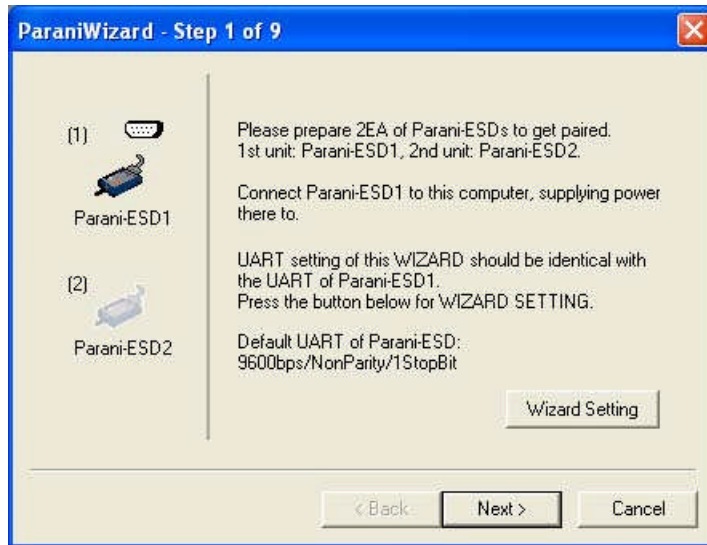 ParaniWizard - Step 1 of 9
(1)
Parani-ESD1
(2)
Parani-ESD2
Please prepare 2EA of Parani-ESDs to get paired.
1st unit: Parani-ESD1, 2nd unit: Parani-ESD2.
Connect Parani-ESD1 to this computer, supplying power
there to.
UART setting of this WIZARD should be identical with
the UART of Parani-ESD1.
Press the button below for WIZARD SETTING.
Default UART of Parani-ESD:
9600bps/NonParity/1StopBit
Wizard Setting
< Back
Next >
Cancel